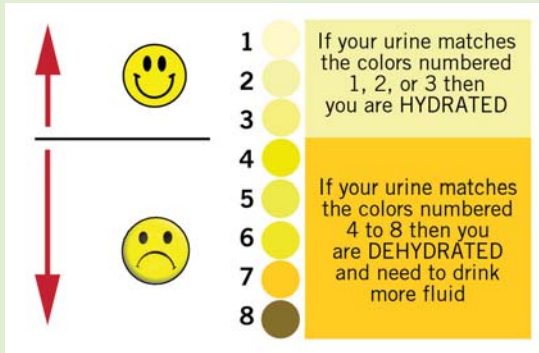 1
2
3
4
5
6
7
8
If your urine matches
the colors numbered
1, 2, or 3 then
you are HYDRATED
If your urine matches
the colors numbered
4 to 8 then you
are DEHYDRATED
and need to drink
more fluid